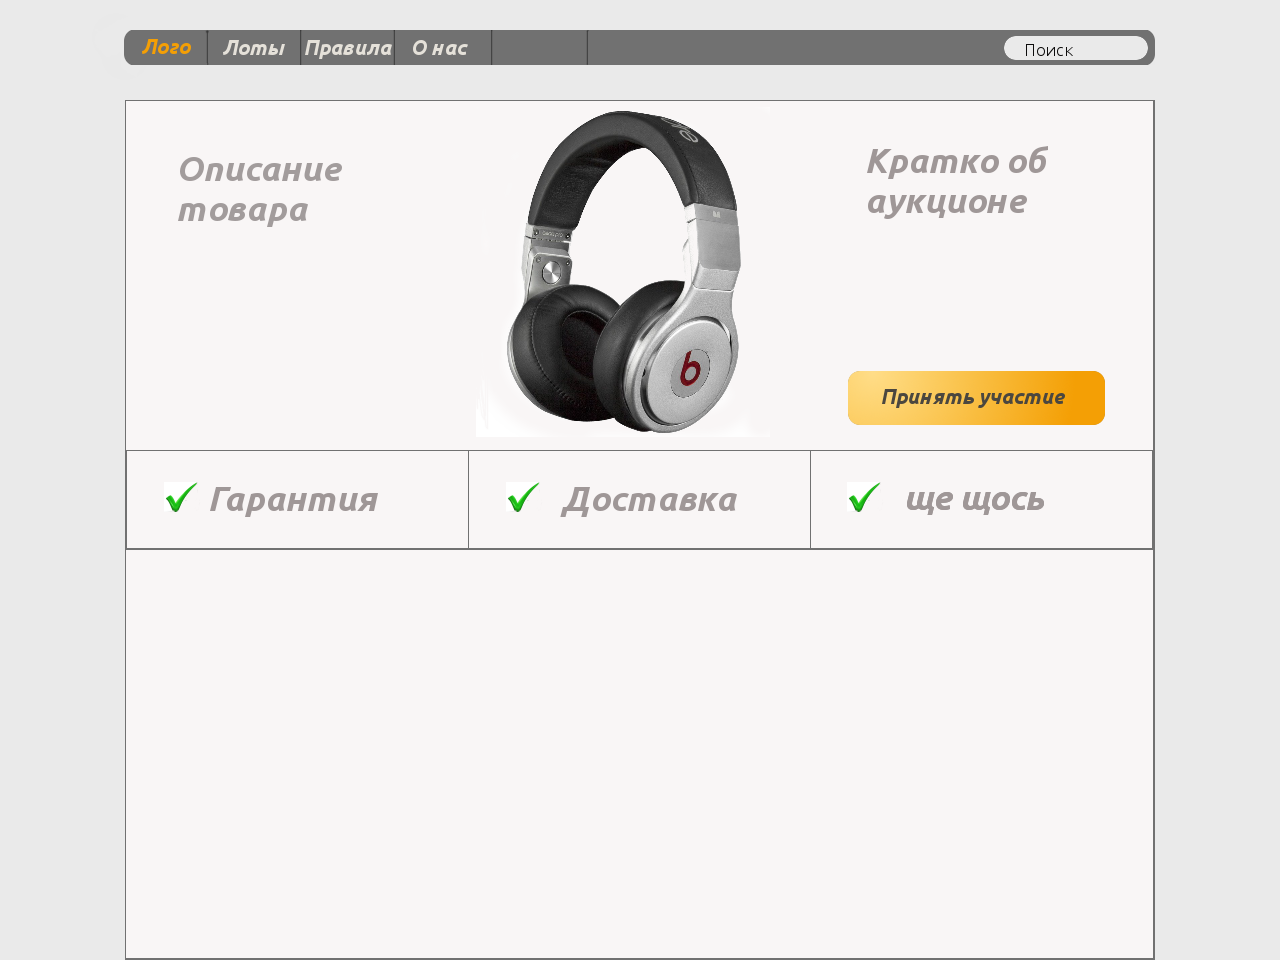 Лого Лоты Правила О нас Поиск
Описание
товара
Кратко об
аукционе
b
Принять участие
Гарантия Доставка ще щось